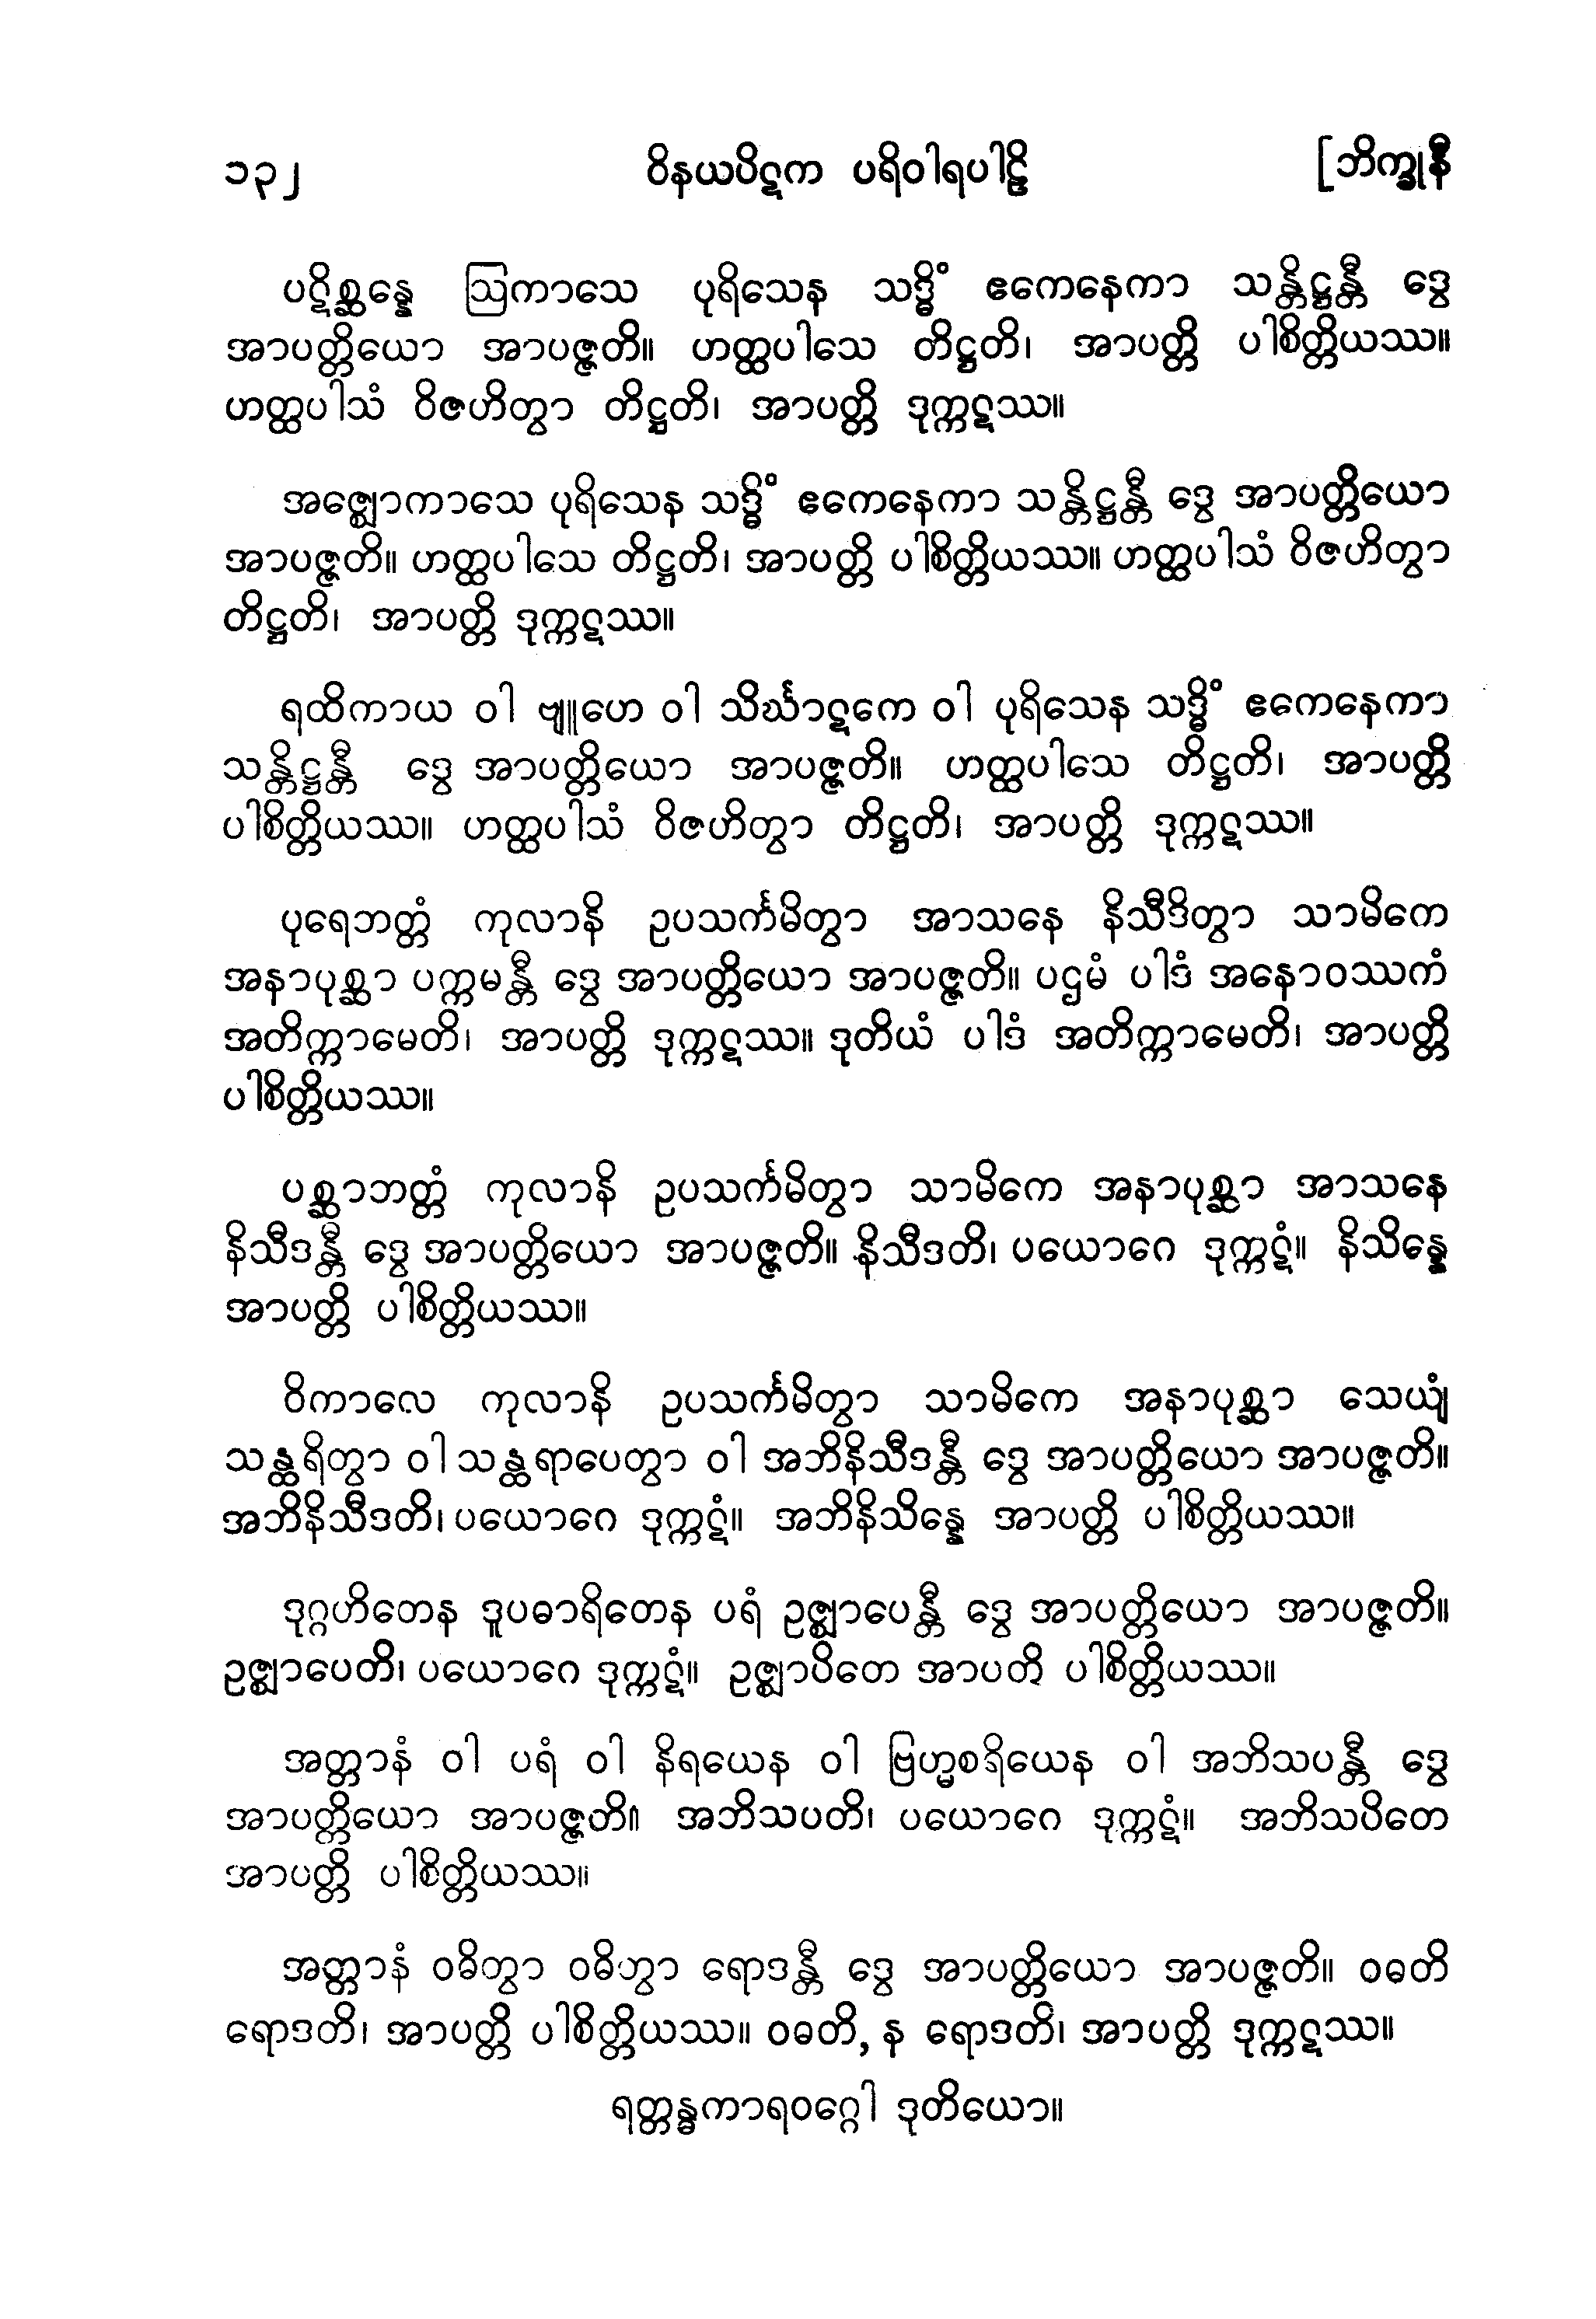 ၁၃၂ ဝိနယပိဋက ပရိဝါရပါဠိ [ဘိက္ခုနီ
ပဋိစ္ဆန္နေ ဩကာသေ ပုရိသေန သဒ္ဓိံ ဧကေနေကာ သန္တိဋ္ဌန္တီ ဒွေ
အာပတ္တိယော အာပဇ္ဇတိ။ ဟတ္ထပါသေ တိဋ္ဌတိ၊ အာပတ္တိ ပါစိတ္တိယဿ။
ဟတ္ထပါသံ ဝိဇဟိတွာ တိဋ္ဌတိ၊ အာပတ္တိ ဒုက္ကဋဿ။
အဇ္ဈောကာသေ ပုရိသေန သဒ္ဓိံ ဧကေနေကာ သန္တိဋ္ဌန္တီ ဒွေ အာပတ္တိယော
အာပဇ္ဇတိ။ ဟတ္ထပါသေ တိဋ္ဌတိ၊ အာပတ္တိ ပါစိတ္တိယဿ။ ဟတ္ထပါသံ ဝိဇဟိတွာ
တိဋ္ဌတိ၊ အာပတ္တိ ဒုက္ကဋဿ။
ရထိကာယ ဝါ ဗျူဟေ ဝါ သိင်္ဃာဋကေ ဝါ ပုရိသေန သဒ္ဓိံ ဧကေနေကာ
သန္တိဋ္ဌန္တီ ဒွေ အာပတ္တိယော အာပဇ္ဇတိ။ ဟတ္ထပါသေ တိဋ္ဌတိ၊ အာပတ္တိ
ပါစိတ္တိယဿ။ ဟတ္ထပါသံ ဝိဇဟိတွာ တိဋ္ဌတိ၊ အာပတ္တိ ဒုက္ကဋဿ။
ပုရေဘတ္တံ ကုလာနိ ဥပသင်္ကမိတွာ အာသနေ နိသီဒိတွာ သာမိကေ
အနာပုစ္ဆာ ပက္ကမန္တီ ဒွေ အာပတ္တိယော အာပဇ္ဇတိ။ ပဌမံ ပါဒံ အနောဝဿကံ
အတိက္ကာမေတိ၊ အာပတ္တိ ဒုက္ကဋဿ။ ဒုတိယံ ပါဒံ အတိက္ကာမေတိ၊ အာပတ္တိ
ပါစိတ္တိယဿ။
ပစ္ဆာဘတ္တံ ကုလာနိ ဥပသင်္ကမိတွာ သာမိကေ အနာပုစ္ဆာ အာသနေ
နိသီဒန္တီ ဒွေ အာပတ္တိယော အာပဇ္ဇတိ။ နိသီဒတိ၊ ပယောဂေ ဒုက္ကဋံ။ နိသိန္နေ
အာပတ္တိ ပါစိတ္တိယဿ။
ဝိကာလေ ကုလာနိ ဥပသင်္ကမိတွာ သာမိကေ အနာပုစ္ဆာ သေယျံ
သန္ထရိတွာ ဝါ သန္ထရာပေတွာ ဝါ အဘိနိသီဒန္တီ ဒွေ အာပတ္တိယော အာပဇ္ဇတိ။
အဘိနိသီဒတိ၊ ပယောဂေ ဒုက္ကဋံ။ အဘိနိသိန္နေ အာပတ္တိ ပါစိတ္တိယဿ။
ဒုဂ္ဂဟိတေန ဒူပဓာရိတေန ပရံ ဥဇ္ဈာပေန္တီ ဒွေ အာပတ္တိယော အာပဇ္ဇတိ။
ဥဇ္ဈာပေတိ၊ ပယောဂေ ဒုက္ကဋံ။ ဥဇ္ဈာပိတေ အာပတိ ပါစိတ္တိယဿ။
အတ္တာနံ ဝါ ပရံ ဝါ နိရယေန ဝါ ဗြဟ္မစရိယေန ဝါ အဘိသပန္တီ ဒွေ
အာပတ္တိယော အာပဇ္ဇတိ။ အဘိသပတိ၊ ပယောဂေ ဒုက္ကဋံ။ အဘိသပိတေ
အာပတ္တိ ပါစိတ္တိယဿ။
အတ္တာနံ ဝဓိတွာ ဝဓိတွာ ရောဒန္တီ ဒွေ အာပတ္တိယော အာပဇ္ဇတိ။ ဝဓတိ
ရောဒတိ၊ အာပတ္တိ ပါစိတ္တိယဿ။ ဝဓတိ, န ရောဒတိ၊ အာပတ္တိ ဒုက္ကဋဿ။
ရတ္တန္ဓကာရဝဂ္ဂေါ ဒုတိယော။